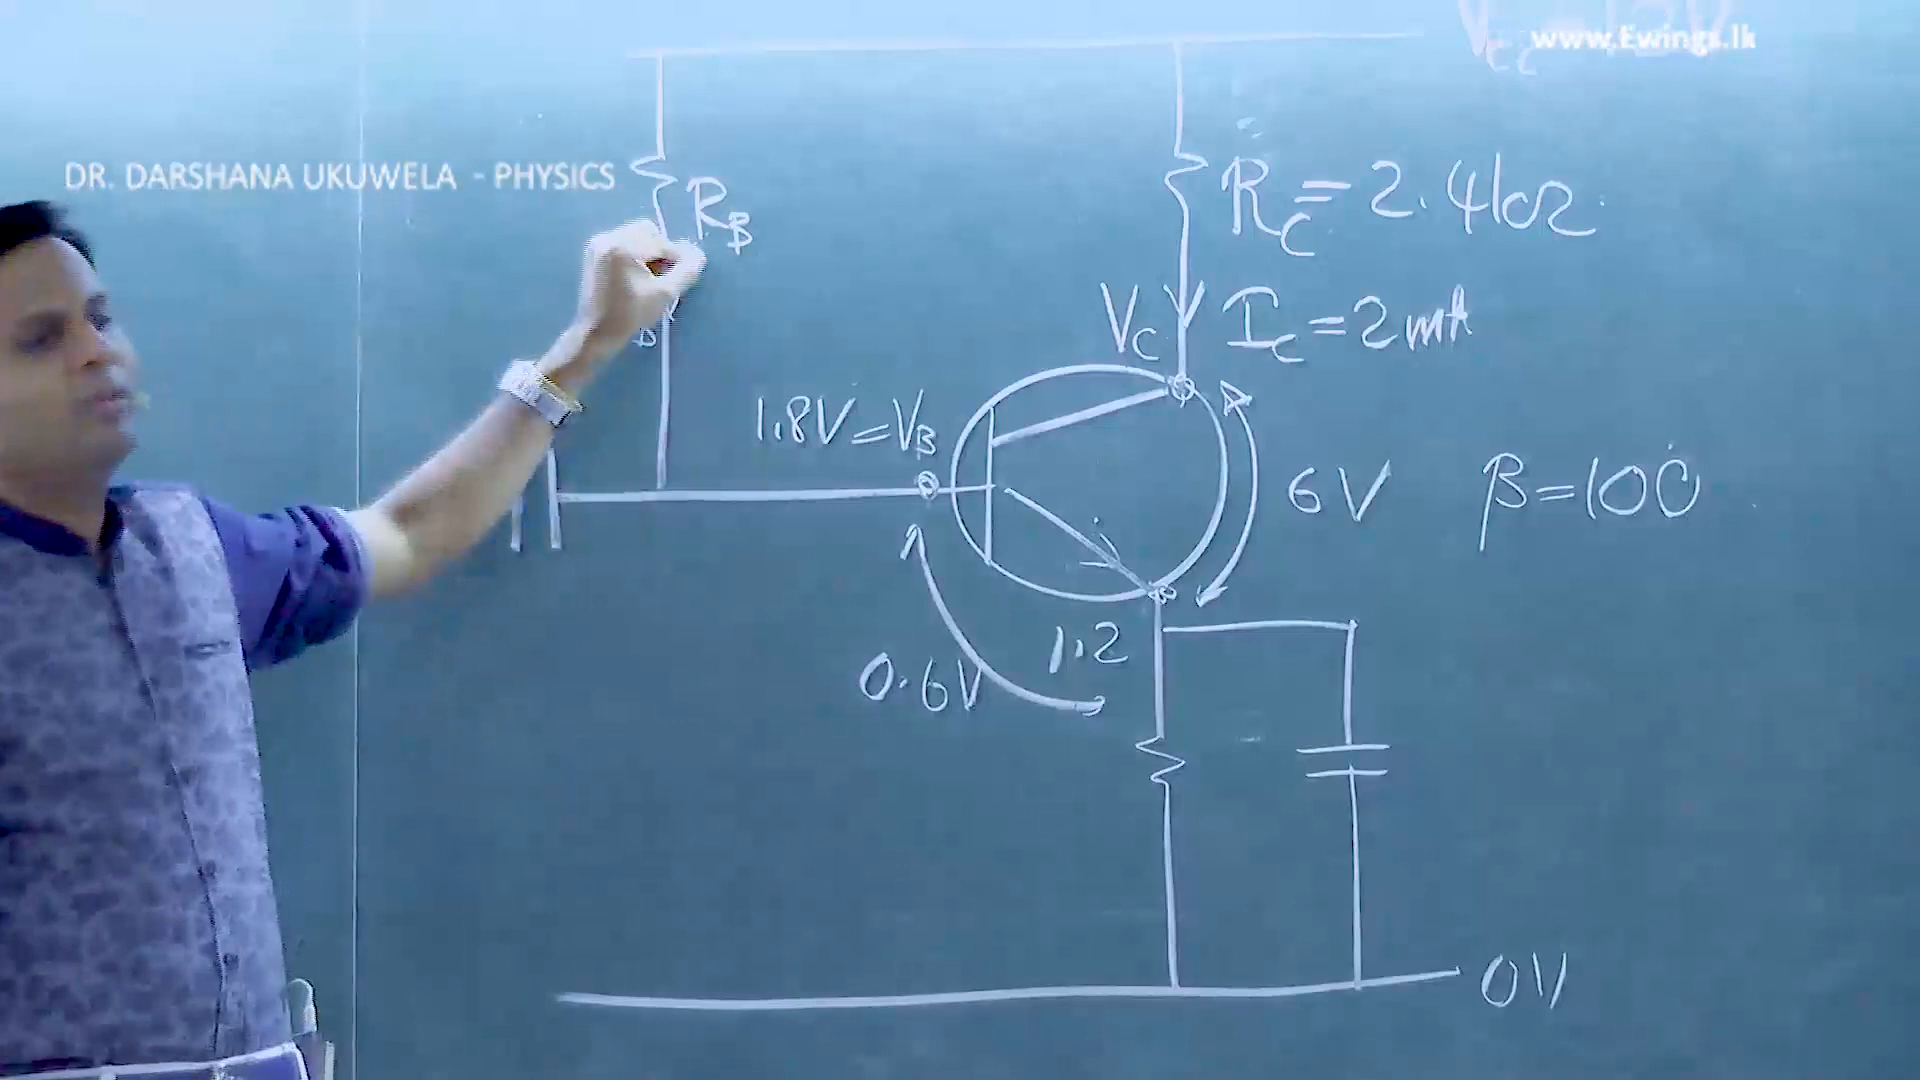 www.Ewings.lk
DR. DARSHANA UKUWELA - PHYSICS
R_B
R_C = 2.4kΩ
V_C
I_C = 2mA
1.8V = V_B
6V
β = 100
1.2
0.6V
0V